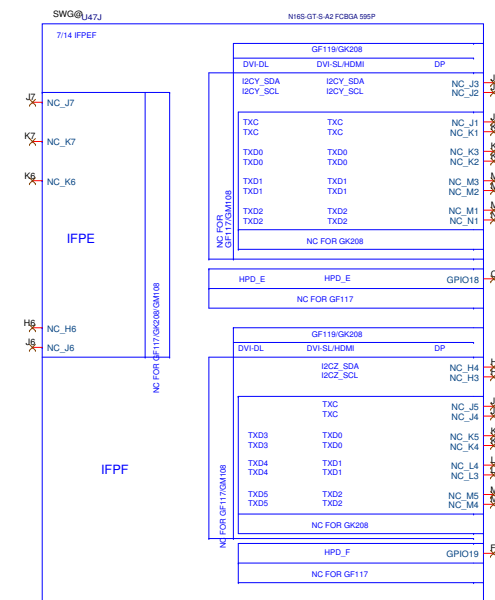 SWG@U47J
N16S-GT-S-A2 FCBGA 595P
7/14 IFPEF
GF119/GK208
DVI-DL DVI-SL/HDMI DP
I2CY_SDA I2CY_SDA NC_J3
I2CY_SCL I2CY_SCL NC_J2
J7 NC_J7
TXC TXC NC_J1
TXC TXC NC_K1
K7 NC_K7
TXD0 TXD0 NC_K3
TXD0 TXD0 NC_K2
K6 NC_K6
TXD1 TXD1 NC_M3
TXD1 TXD1 NC_M2
TXD2 TXD2 NC_M1
TXD2 TXD2 NC_N1
NC FOR GF117/GM108
IFPE
NC FOR GK208
HPD_E HPD_E GPIO18
NC FOR GF117
NC FOR GF117/GK208/GM108
H6 NC_H6
J6 NC_J6
GF119/GK208
DVI-DL DVI-SL/HDMI DP
I2CZ_SDA NC_H4
I2CZ_SCL NC_H3
TXC NC_J5
TXC NC_J4
TXD3 TXD0 NC_K5
TXD3 TXD0 NC_K4
IFPF
TXD4 TXD1 NC_L4
TXD4 TXD1 NC_L3
TXD5 TXD2 NC_M5
TXD5 TXD2 NC_M4
NC FOR GF117/GM108
NC FOR GK208
HPD_F GPIO19
NC FOR GF117